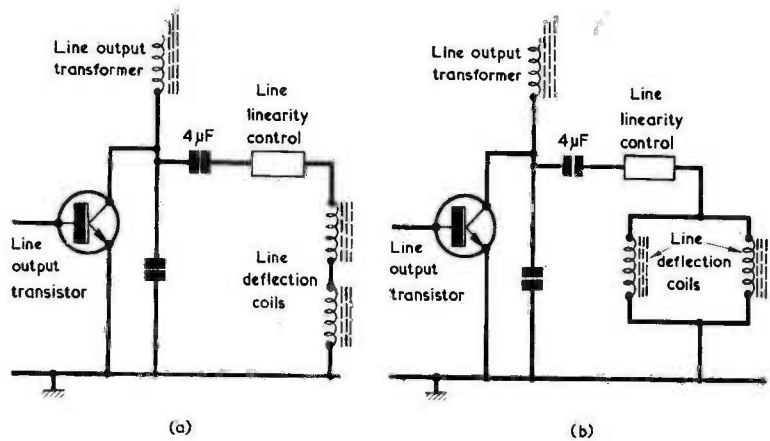 Line output
transformer
4μF
Line
linearity
control
Line
output
transistor
Line
deflection
coils
(a)
Line output
transformer
4μF
Line
linearity
control
Line
output
transistor
Line
deflection
coils
(b)